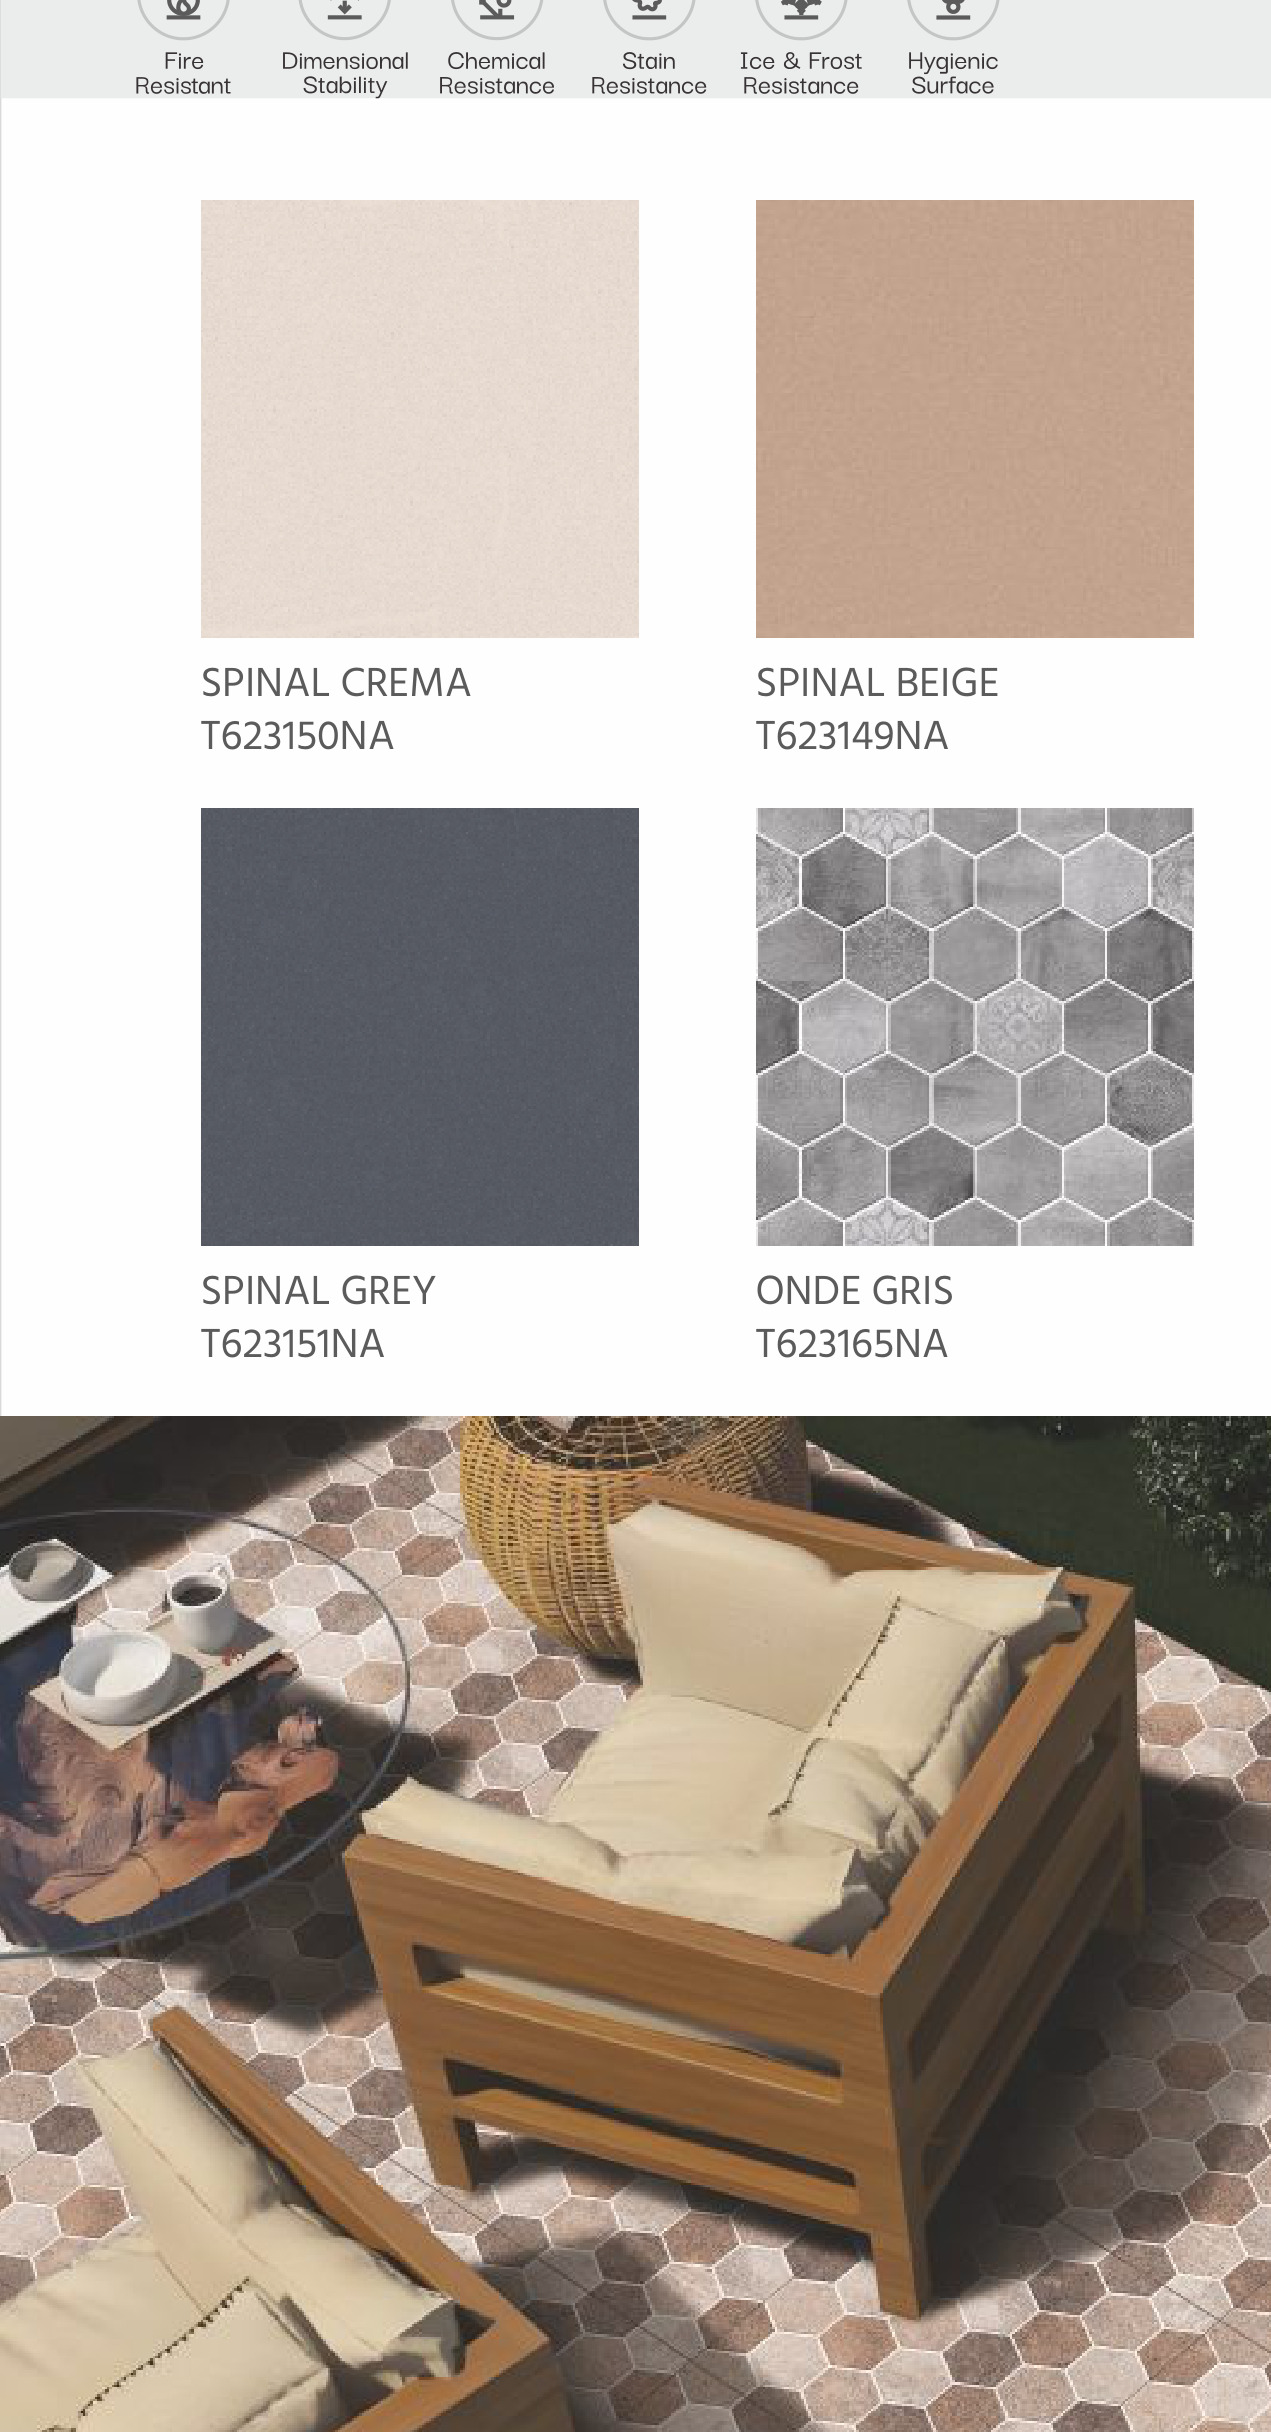 Fire
Resistant
Dimensional
Stability
Chemical
Resistance
Stain
Resistance
Ice & Frost
Resistance
Hygienic
Surface
SPINAL CREMA
T623150NA
SPINAL BEIGE
T623149NA
SPINAL GREY
T623151NA
ONDE GRIS
T623165NA